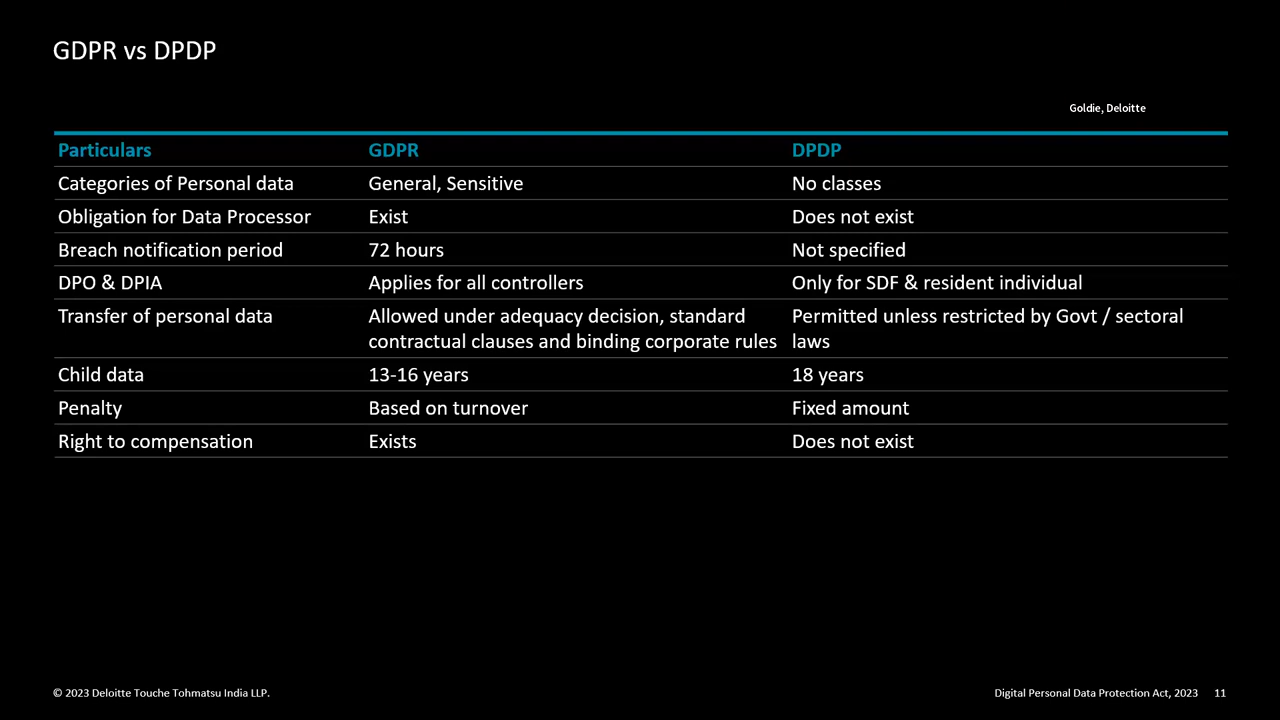 GDPR vs DPDP
Goldie, Deloitte
Particulars GDPR DPDP
Categories of Personal data General, Sensitive No classes
Obligation for Data Processor Exist Does not exist
Breach notification period 72 hours Not specified
DPO & DPIA Applies for all controllers Only for SDF & resident individual
Transfer of personal data Allowed under adequacy decision, standard Permitted unless restricted by Govt / sectoral
contractual clauses and binding corporate rules laws
Child data 13-16 years 18 years
Penalty Based on turnover Fixed amount
Right to compensation Exists Does not exist
© 2023 Deloitte Touche Tohmatsu India LLP. Digital Personal Data Protection Act, 2023 11